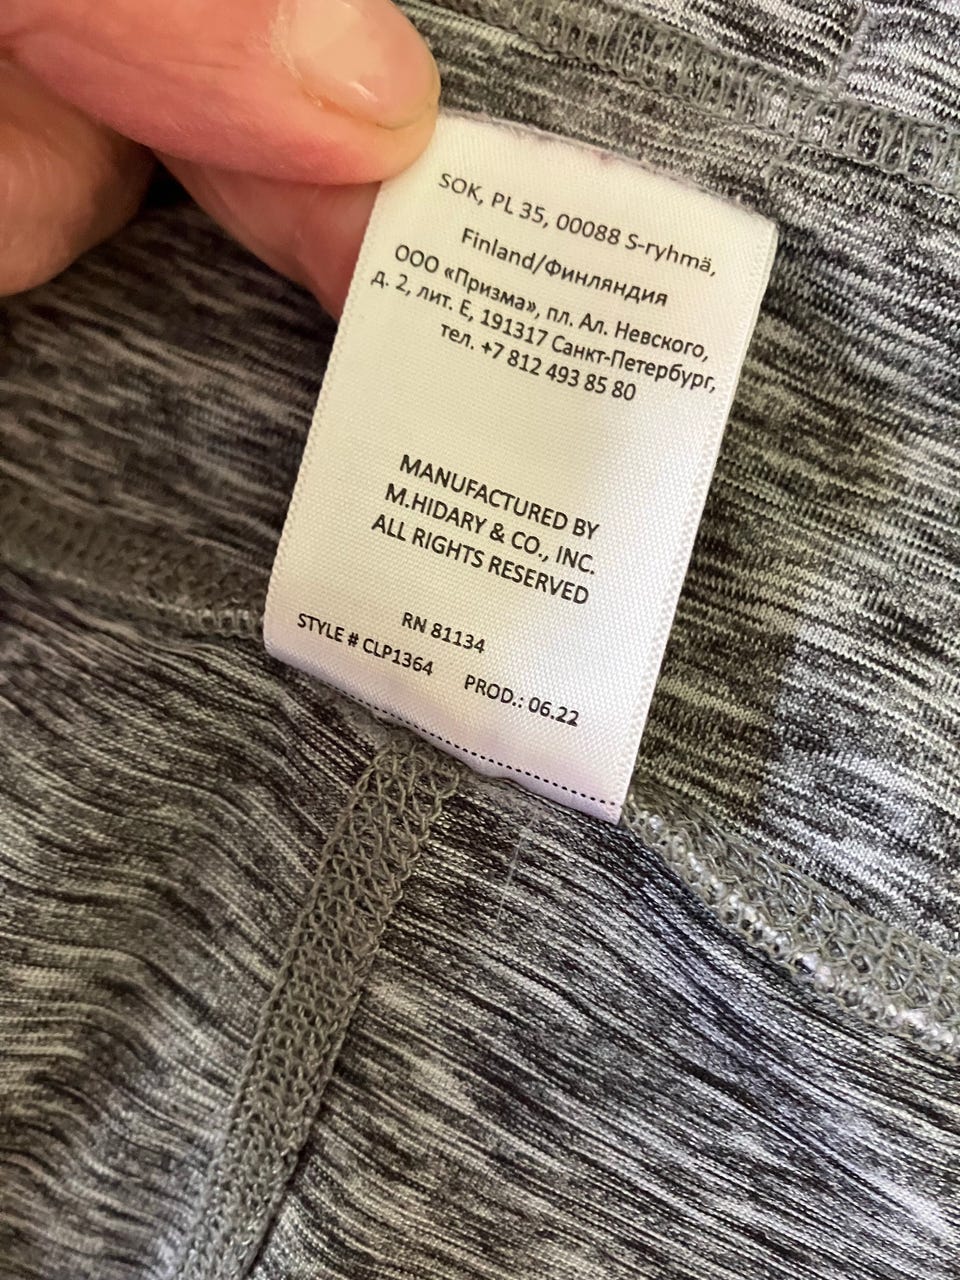 SOK, PL 35, 00088 S-ryhmä,
Finland/Финляндия
ООО «Призма», пл. Ал. Невского,
д. 2, лит. Е, 191317 Санкт-Петербург,
тел. +7 812 493 85 80
MANUFACTURED BY
M.HIDARY & CO., INC.
ALL RIGHTS RESERVED
RN 81134
STYLE # CLP1364 PROD.: 06.22